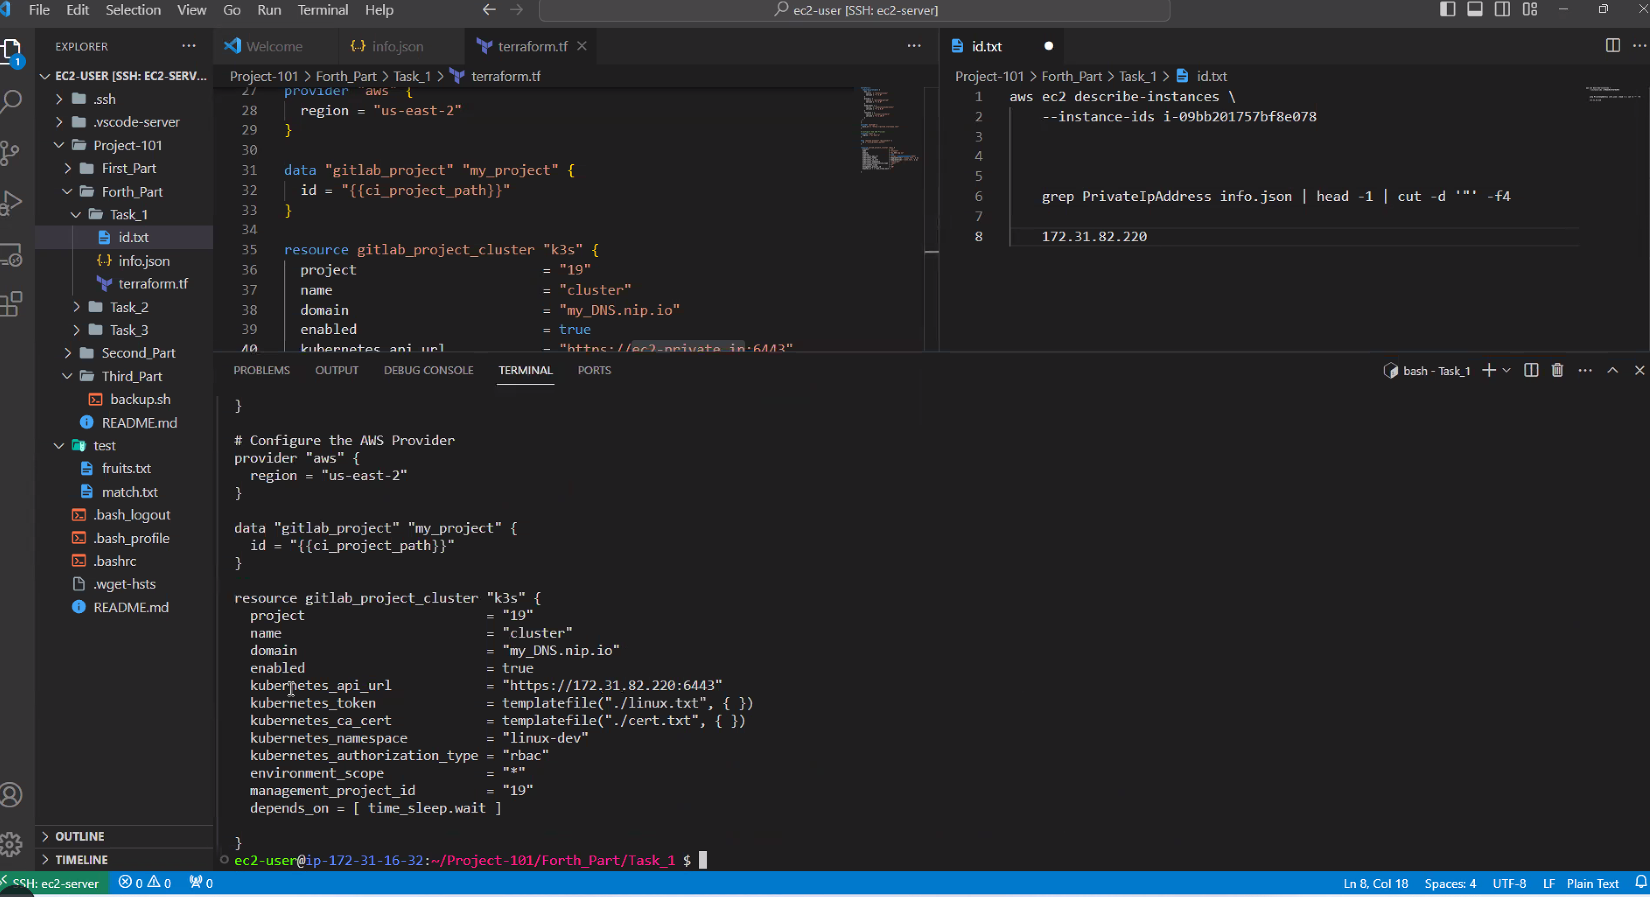 File Edit Selection View Go Run Terminal Help
ec2-user [SSH: ec2-server]
EXPLORER
1
EC2-USER [SSH: EC2-SERV...
.ssh
.vscode-server
Project-101
First_Part
Forth_Part
Task_1
id.txt
info.json
terraform.tf
Task_2
Task_3
Second_Part
Third_Part
backup.sh
README.md
test
fruits.txt
match.txt
.bash_logout
.bash_profile
.bashrc
.wget-hsts
README.md
OUTLINE
TIMELINE
Welcome
info.json
terraform.tf
Project-101 > Forth_Part > Task_1 > terraform.tf
27 provider "aws" {
28 region = "us-east-2"
29 }
30
31 data "gitlab_project" "my_project" {
32 id = "{{ci_project_path}}"
33 }
34
35 resource gitlab_project_cluster "k3s" {
36 project = "19"
37 name = "cluster"
38 domain = "my_DNS.nip.io"
39 enabled = true
40 kubernetes_api_url = "https://ec2-private_ip:6443"
id.txt
Project-101 > Forth_Part > Task_1 > id.txt
1 aws ec2 describe-instances \
2 --instance-ids i-09bb201757bf8e078
3
4
5
6 grep PrivateIpAddress info.json | head -1 | cut -d '"' -f4
7
8 172.31.82.220
PROBLEMS OUTPUT DEBUG CONSOLE TERMINAL PORTS
bash - Task_1
}
# Configure the AWS Provider
provider "aws" {
region = "us-east-2"
}
data "gitlab_project" "my_project" {
id = "{{ci_project_path}}"
}
resource gitlab_project_cluster "k3s" {
project = "19"
name = "cluster"
domain = "my_DNS.nip.io"
enabled = true
kubernetes_api_url = "https://172.31.82.220:6443"
kubernetes_token = templatefile("./linux.txt", { })
kubernetes_ca_cert = templatefile("./cert.txt", { })
kubernetes_namespace = "linux-dev"
kubernetes_authorization_type = "rbac"
environment_scope = "*"
management_project_id = "19"
depends_on = [ time_sleep.wait ]
}
ec2-user@ip-172-31-16-32:~/Project-101/Forth_Part/Task_1 $
SSH: ec2-server 0 0 0
Ln 8, Col 18 Spaces: 4 UTF-8 LF Plain Text